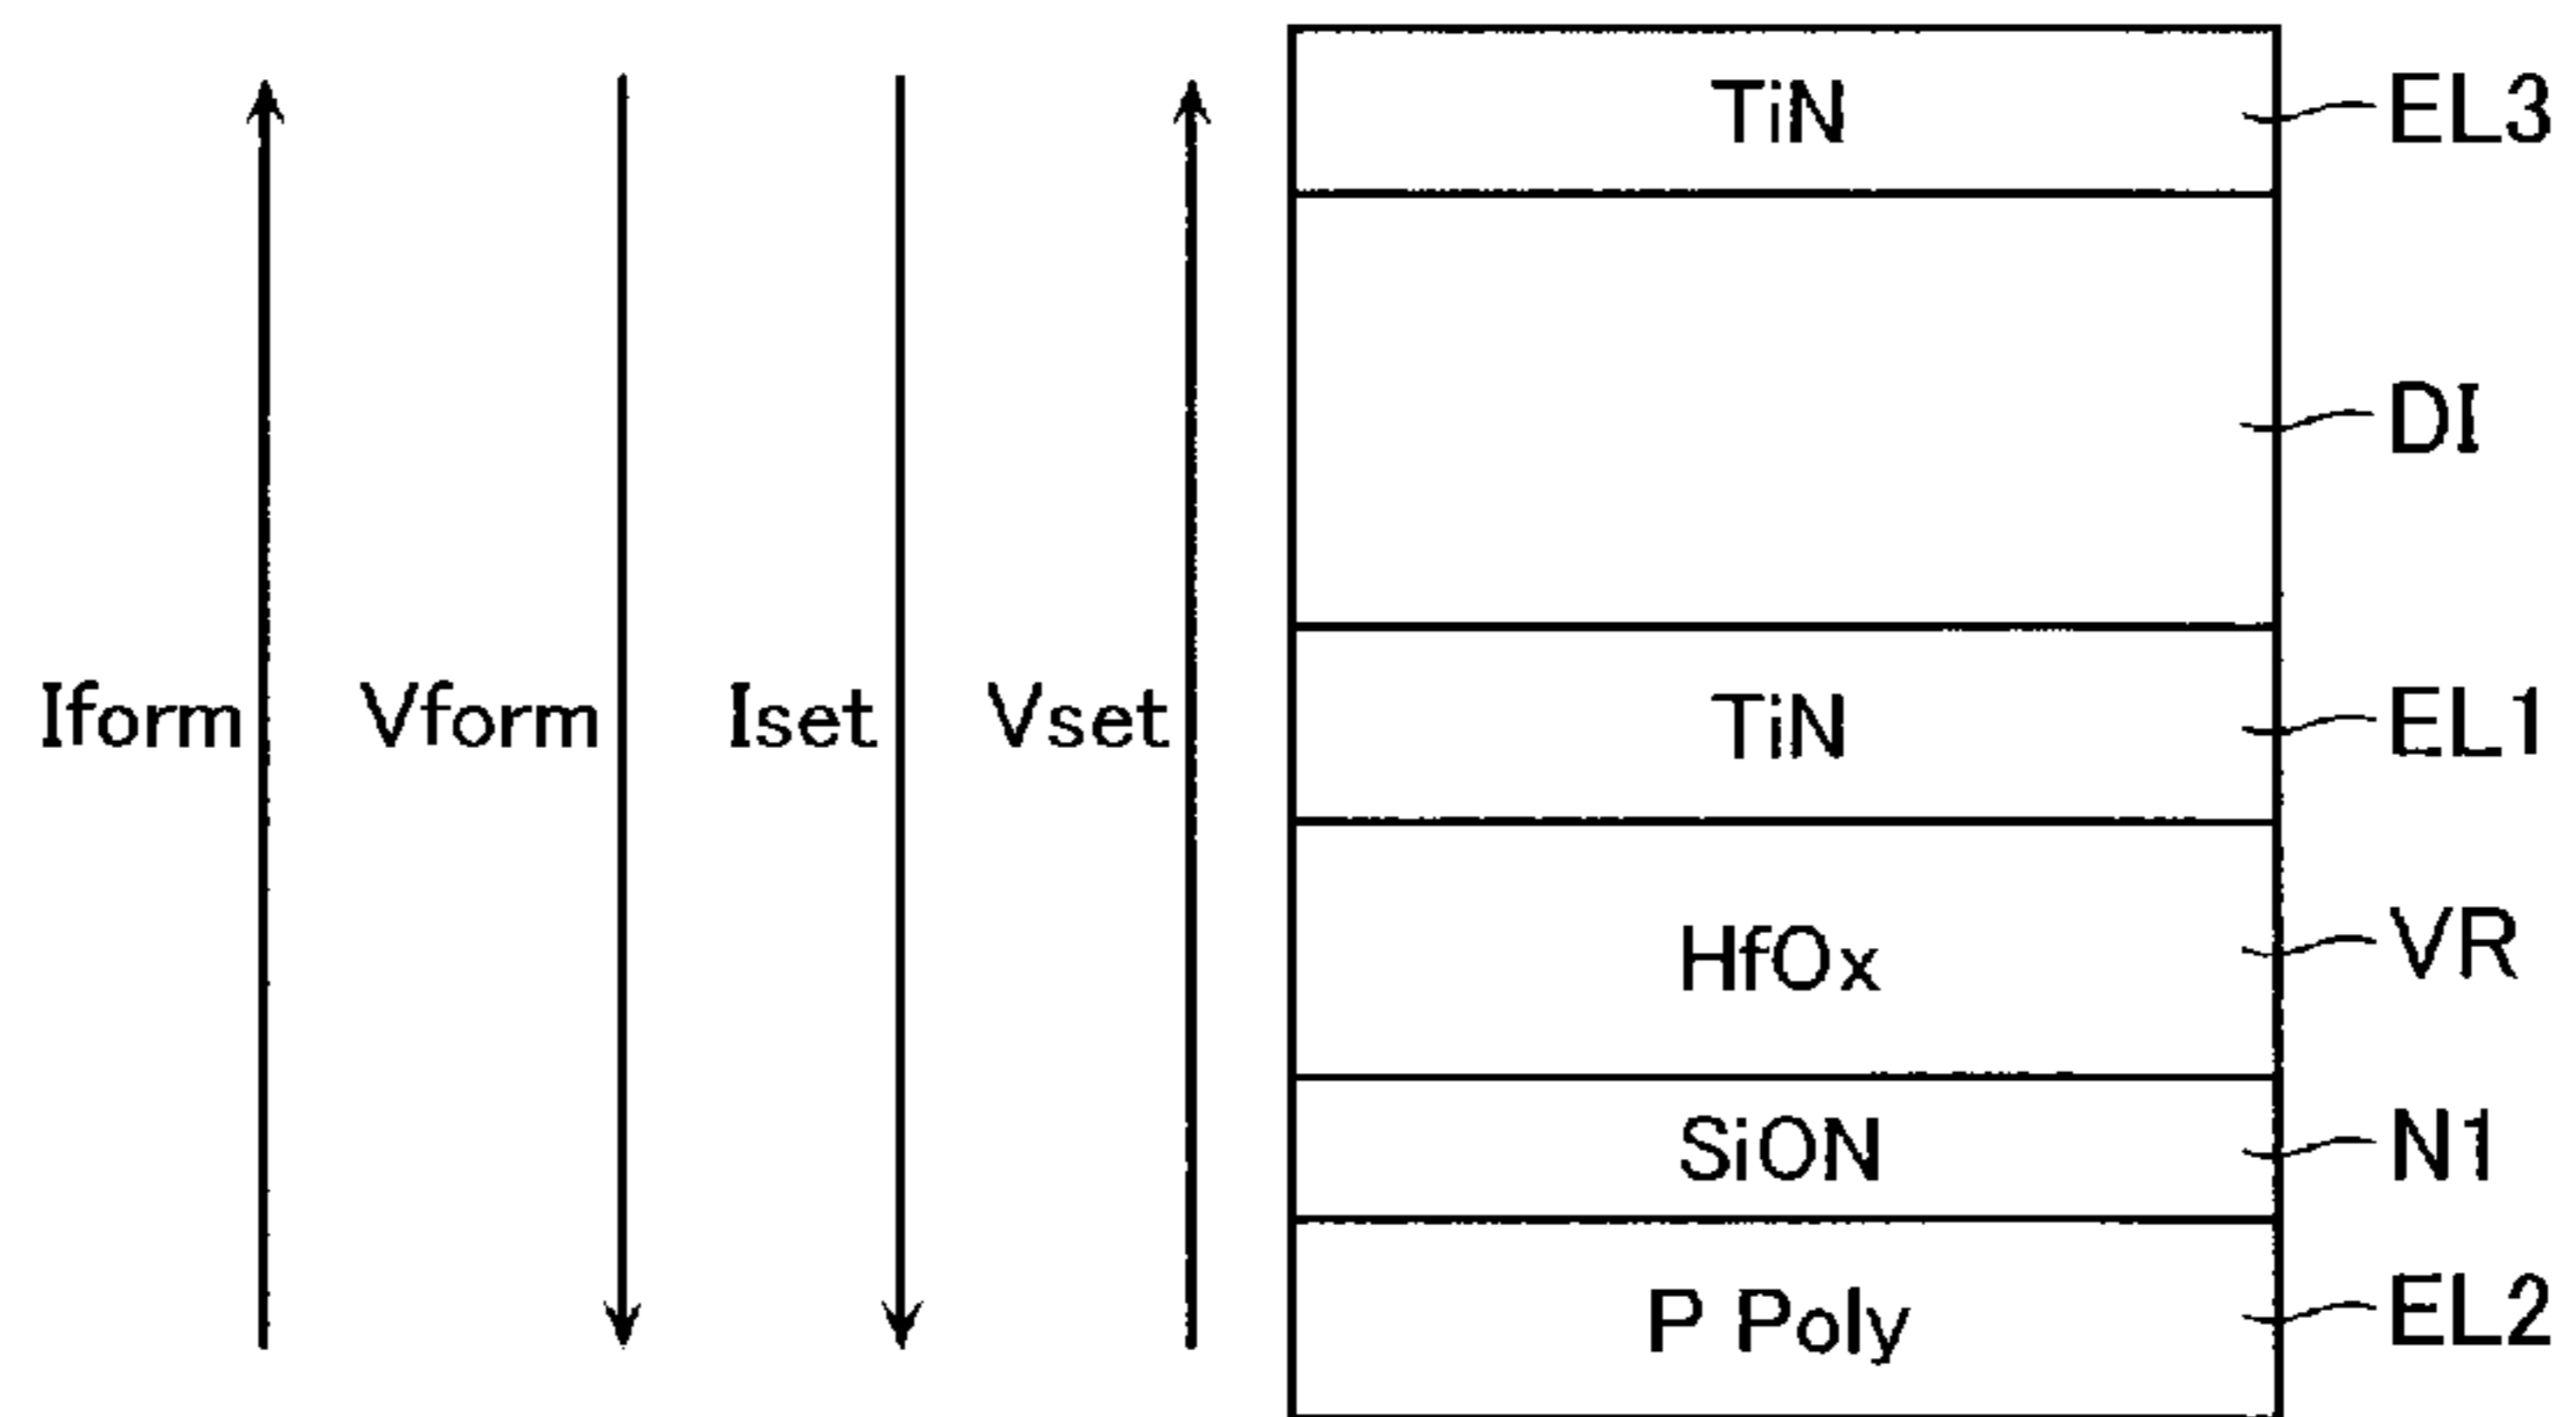 TiN EL3
DI
Iform Vform Iset Vset TiN EL1
HfOx VR
SiON N1
P Poly EL2